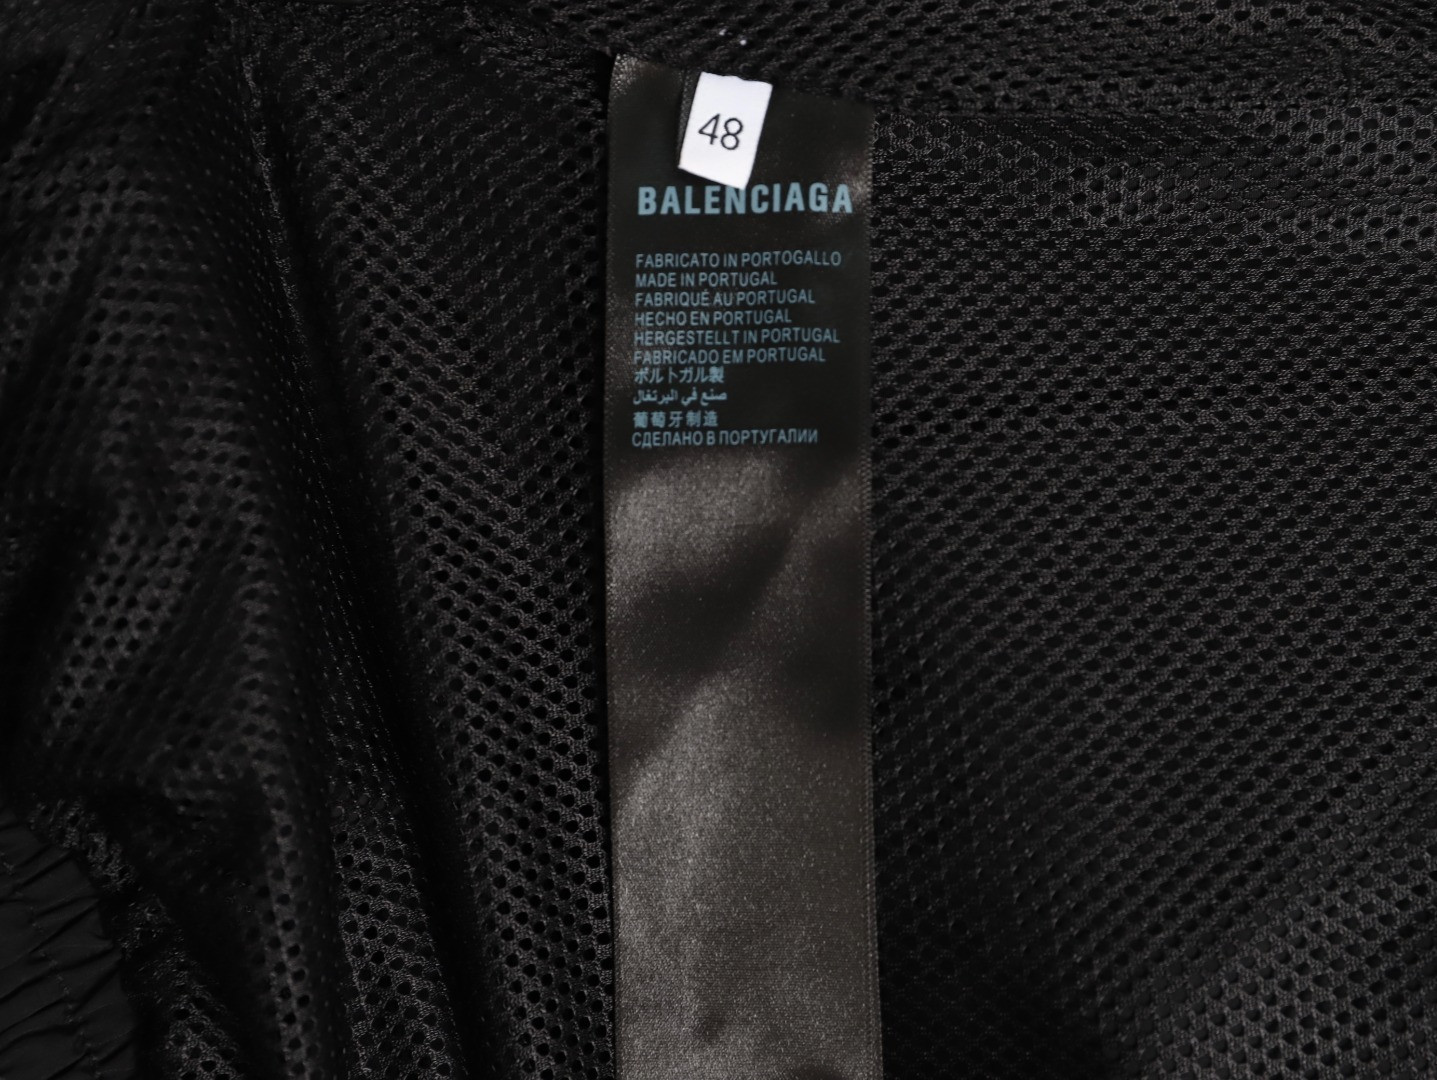 48
BALENCIAGA
FABRICATO IN PORTOGALLO
MADE IN PORTUGAL
FABRIQUÉ AU PORTUGAL
HECHO EN PORTUGAL
HERGESTELLT IN PORTUGAL
FABRICADO EM PORTUGAL
ポルトガル製
صنع في البرتغال
葡萄牙制造
СДЕЛАНО В ПОРТУГАЛИИ